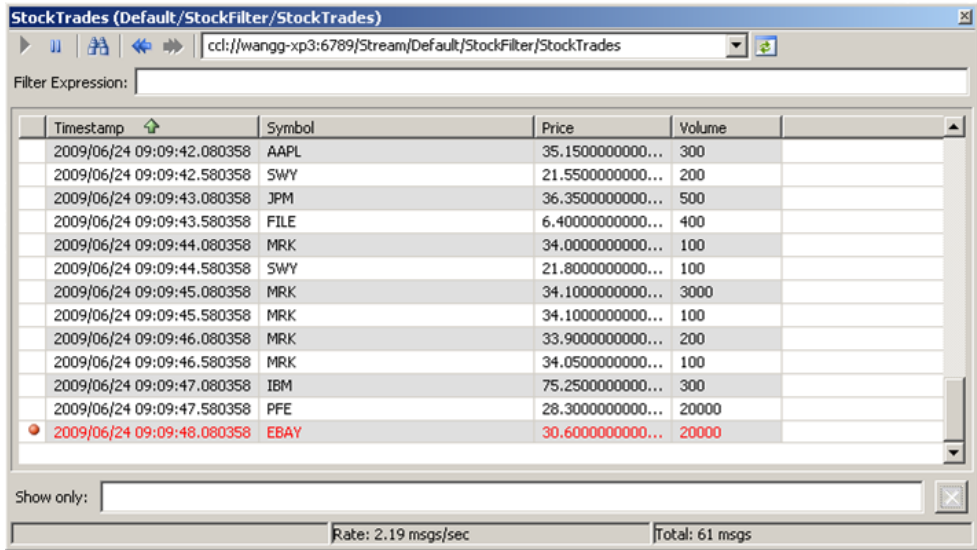 StockTrades (Default/StockFilter/StockTrades)
ccl://wangg-xp3:6789/Stream/Default/StockFilter/StockTrades
Filter Expression:
Timestamp Symbol Price Volume
2009/06/24 09:09:42.080358 AAPL 35.1500000000... 300
2009/06/24 09:09:42.580358 SWY 21.5500000000... 200
2009/06/24 09:09:43.080358 JPM 36.3500000000... 500
2009/06/24 09:09:43.580358 FILE 6.40000000000... 400
2009/06/24 09:09:44.080358 MRK 34.0000000000... 100
2009/06/24 09:09:44.580358 SWY 21.8000000000... 100
2009/06/24 09:09:45.080358 MRK 34.1000000000... 3000
2009/06/24 09:09:45.580358 MRK 34.1000000000... 100
2009/06/24 09:09:46.080358 MRK 33.9000000000... 200
2009/06/24 09:09:46.580358 MRK 34.0500000000... 100
2009/06/24 09:09:47.080358 IBM 75.2500000000... 300
2009/06/24 09:09:47.580358 PFE 28.3000000000... 20000
2009/06/24 09:09:48.080358 EBAY 30.6000000000... 20000
Show only:
Rate: 2.19 msgs/sec Total: 61 msgs